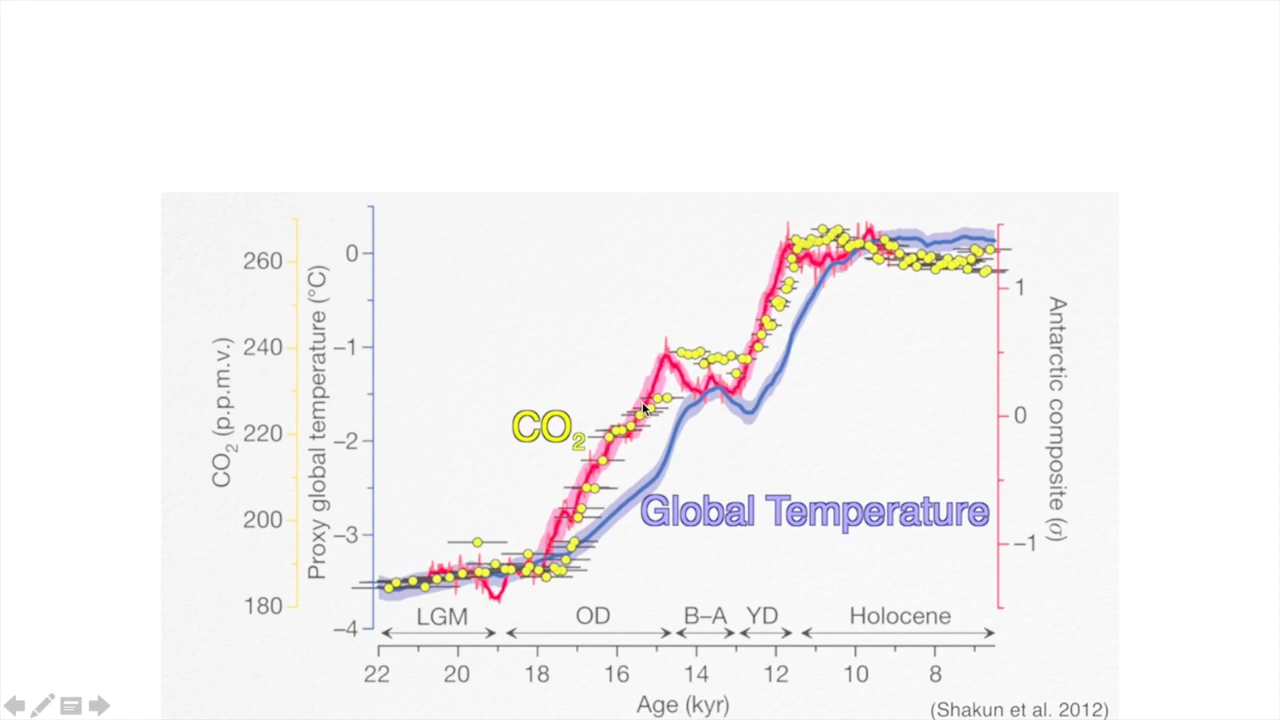 CO2 (p.p.m.v.)
260
240
220
200
180
Proxy global temperature (°C)
0
−1
−2
−3
−4
CO2
Global Temperature
1
0
−1
Antarctic composite (σ)
LGM
OD
B–A
YD
Holocene
22 20 18 16 14 12 10 8
Age (kyr)
(Shakun et al. 2012)